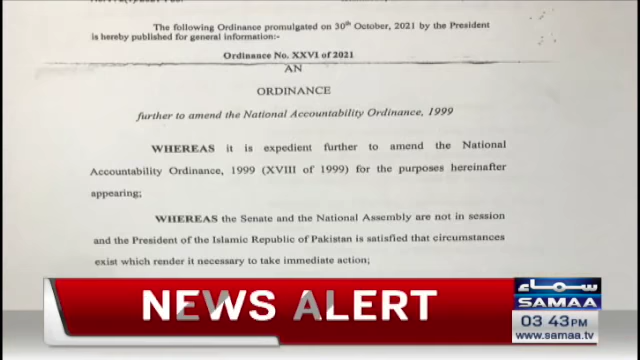 The following Ordinance promulgated on 30th October, 2021 by the President
is hereby published for general information:-
Ordinance No. XXVI of 2021
AN
ORDINANCE
further to amend the National Accountability Ordinance, 1999
WHEREAS it is expedient further to amend the National
Accountability Ordinance, 1999 (XVIII of 1999) for the purposes hereinafter
appearing;
WHEREAS the Senate and the National Assembly are not in session
and the President of the Islamic Republic of Pakistan is satisfied that circumstances
exist which render it necessary to take immediate action;
NEWS ALERT
سماء
SAMAA
03 43PM
www.samaa.tv